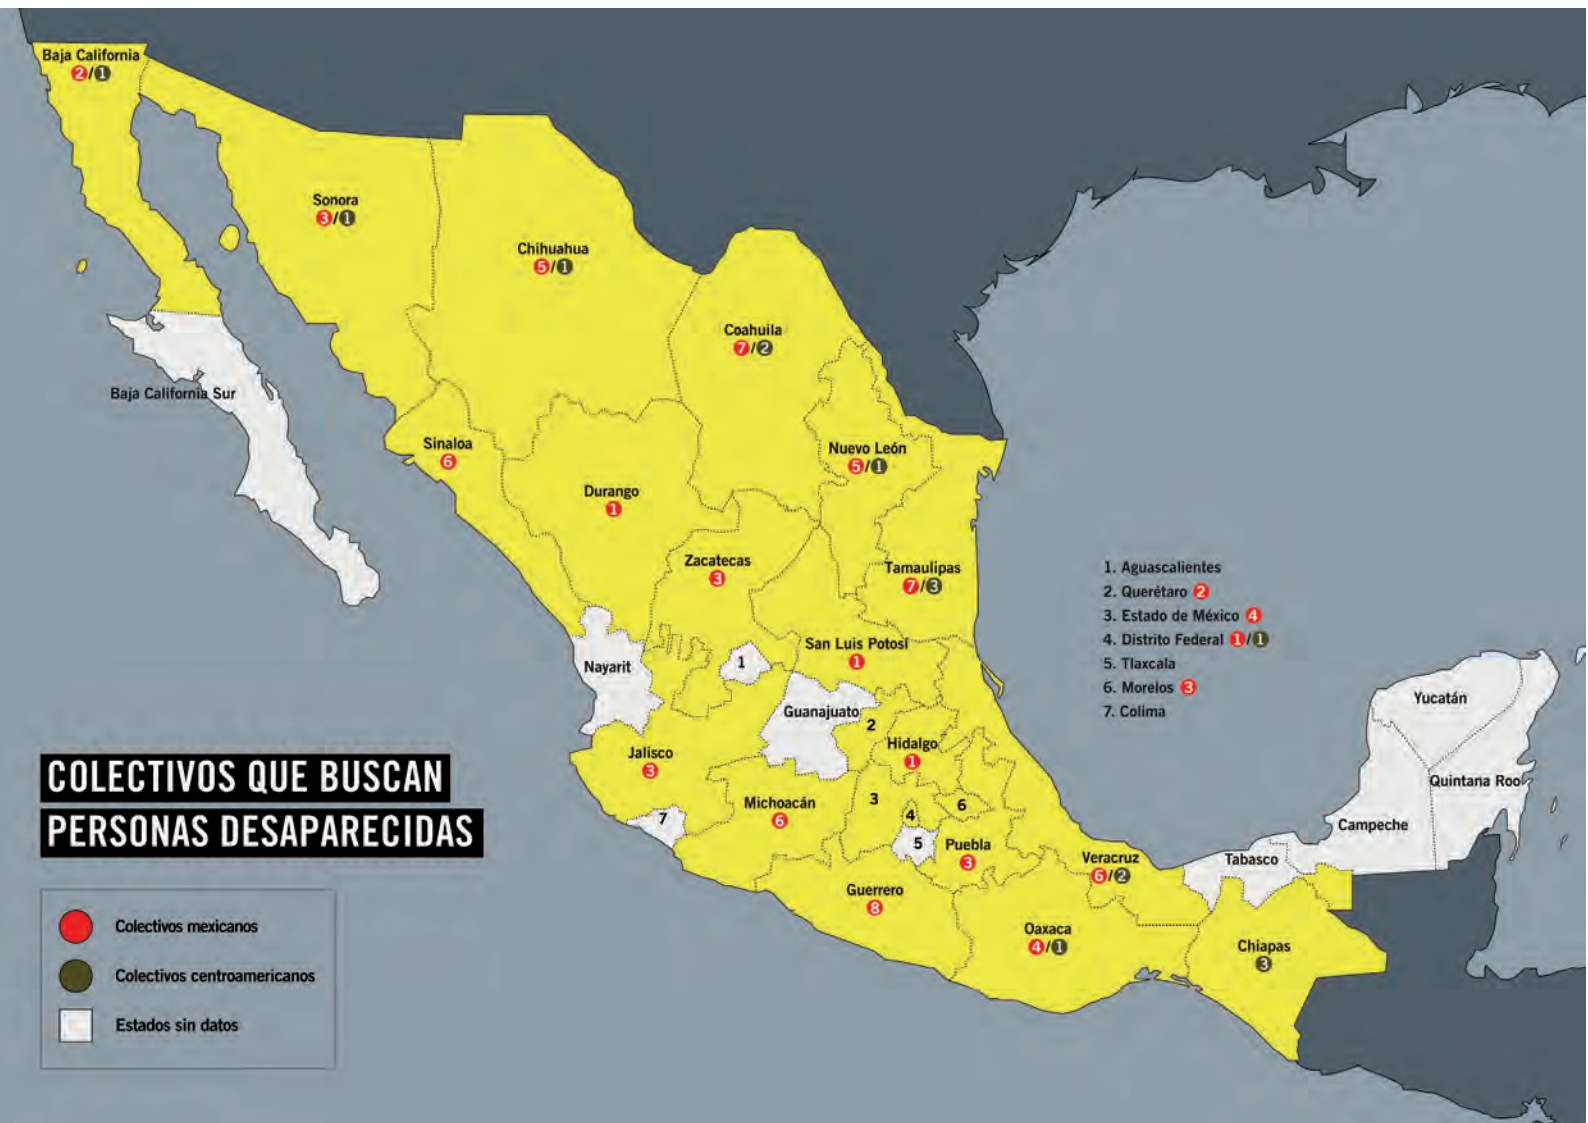 Baja California
2/1
Sonora
3/1
Chihuahua
5/1
Coahuila
7/2
Baja California Sur
Sinaloa
6
Nuevo León
5/1
Durango
1
Zacatecas
3
Tamaulipas
7/3
San Luis Potosí
1
Nayarit
1
Guanajuato
2
Hidalgo
1
Jalisco
3
Michoacán
6
3
6
4
7
5
Puebla
3
Guerrero
8
Veracruz
6/2
Oaxaca
4/1
Tabasco
Chiapas
3
Campeche
Yucatán
Quintana Roo
1. Aguascalientes
2. Querétaro 2
3. Estado de México 4
4. Distrito Federal 1/1
5. Tlaxcala
6. Morelos 3
7. Colima
COLECTIVOS QUE BUSCAN
PERSONAS DESAPARECIDAS
Colectivos mexicanos
Colectivos centroamericanos
Estados sin datos